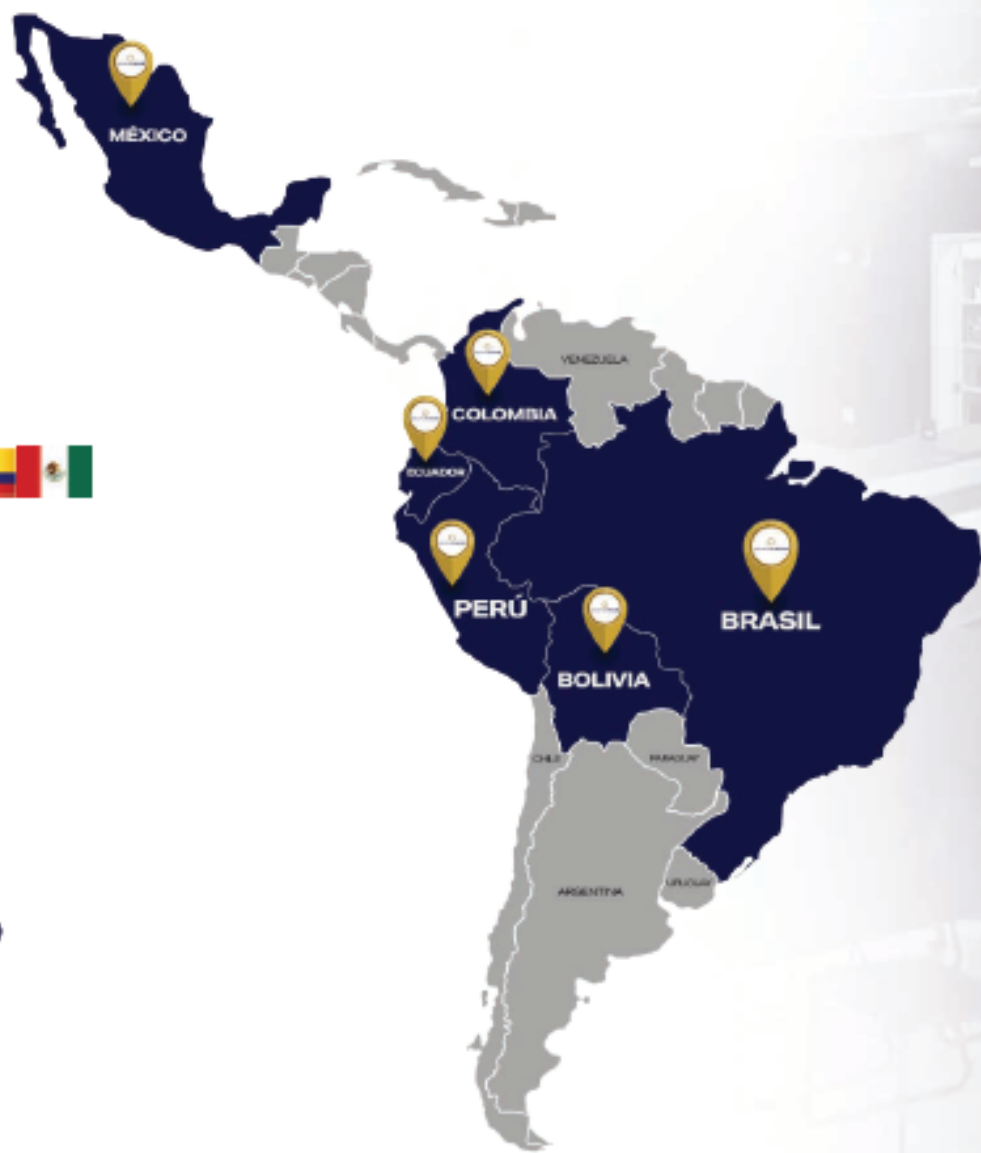 MÉXICO
VENEZUELA
COLOMBIA
ECUADOR
PERÚ
BRASIL
BOLIVIA
CHILE
PARAGUAY
URUGUAY
ARGENTINA